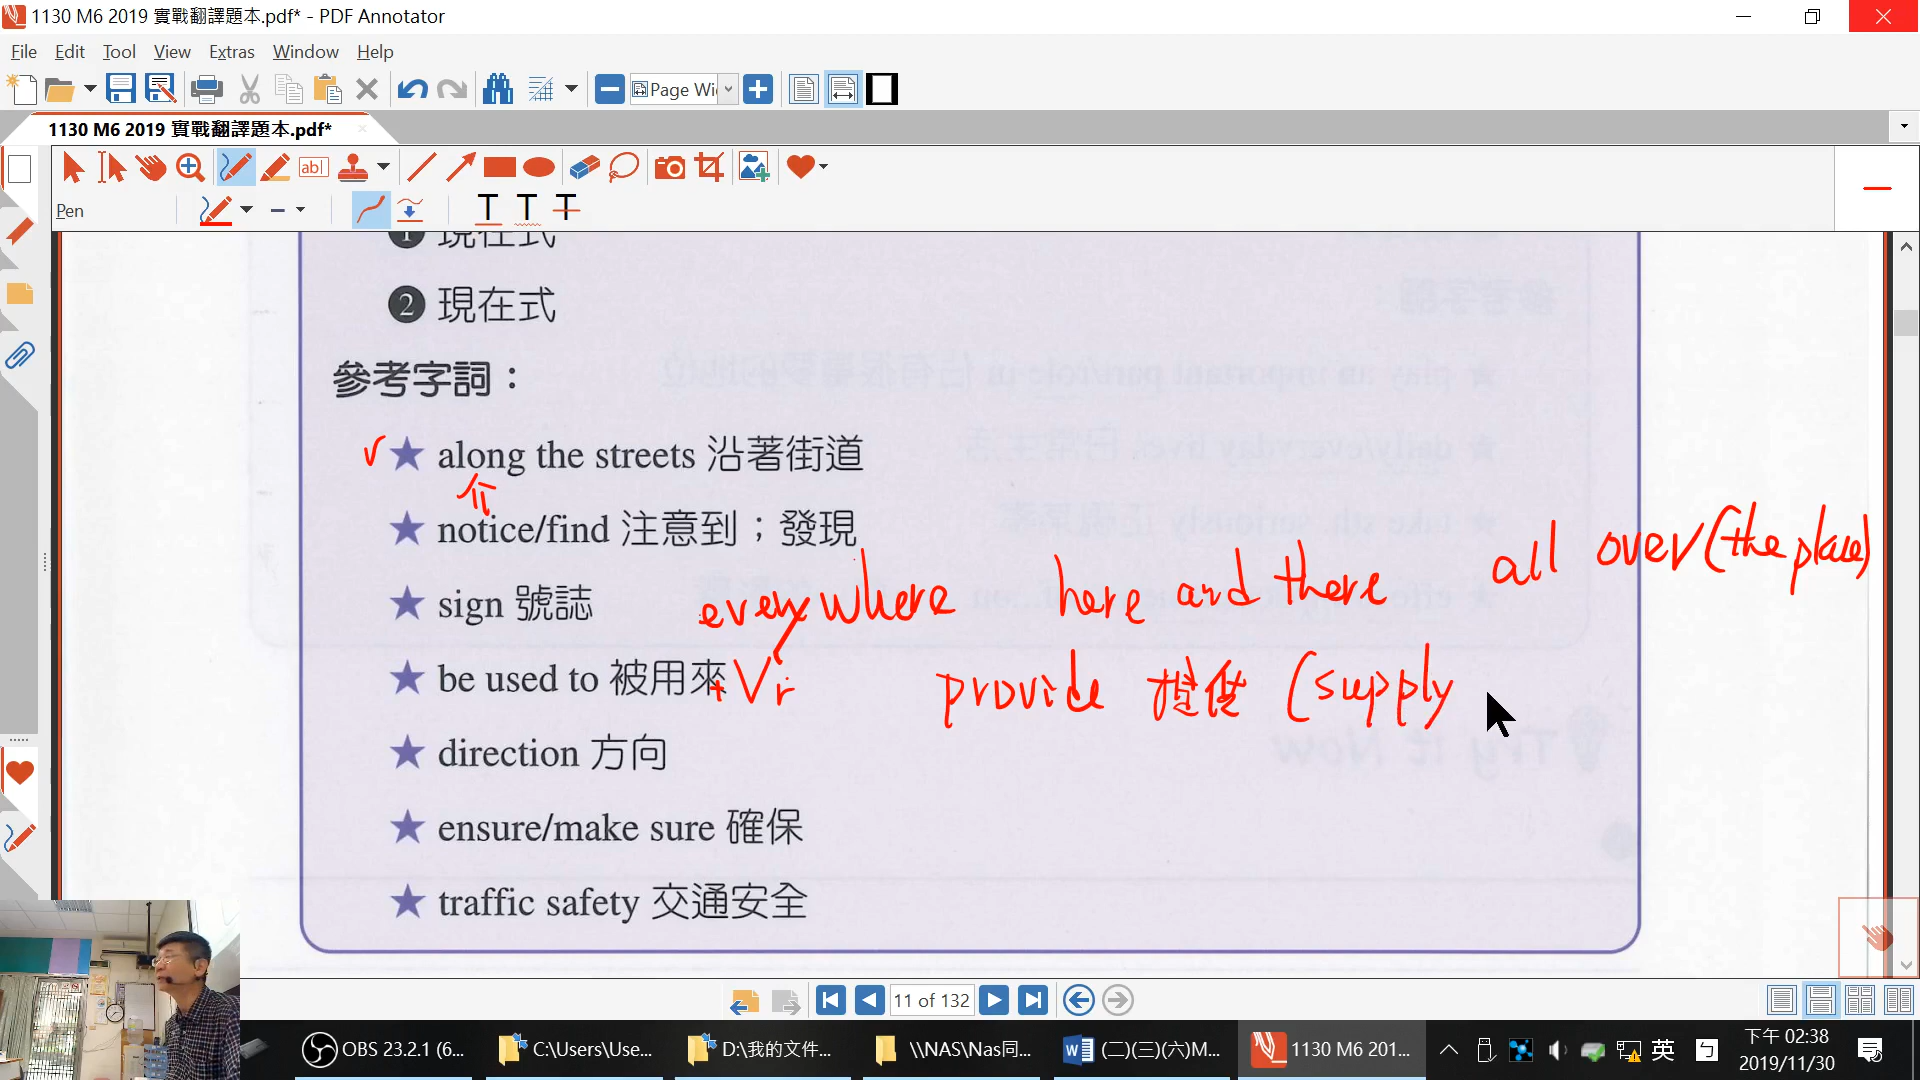 1130 M6 2019 實戰翻譯題本.pdf* - PDF Annotator
File Edit Tool View Extras Window Help
Page Wi
1130 M6 2019 實戰翻譯題本.pdf*
ab|
Pen
T T T
❶ 現在式
❷ 現在式
參考字詞：
★ along the streets 沿著街道
介
★ notice/find 注意到；發現
all over (the place)
★ sign 號誌
everywhere here and there
★ be used to 被用來 + Vr
provide 提供 (supply
★ direction 方向
★ ensure/make sure 確保
★ traffic safety 交通安全
11 of 132
OBS 23.2.1 (6...
C:\Users\Use...
D:\我的文件...
\\NAS\Nas同...
(二)(三)(六)M...
1130 M6 201...
英
ㄅ
下午 02:38
2019/11/30